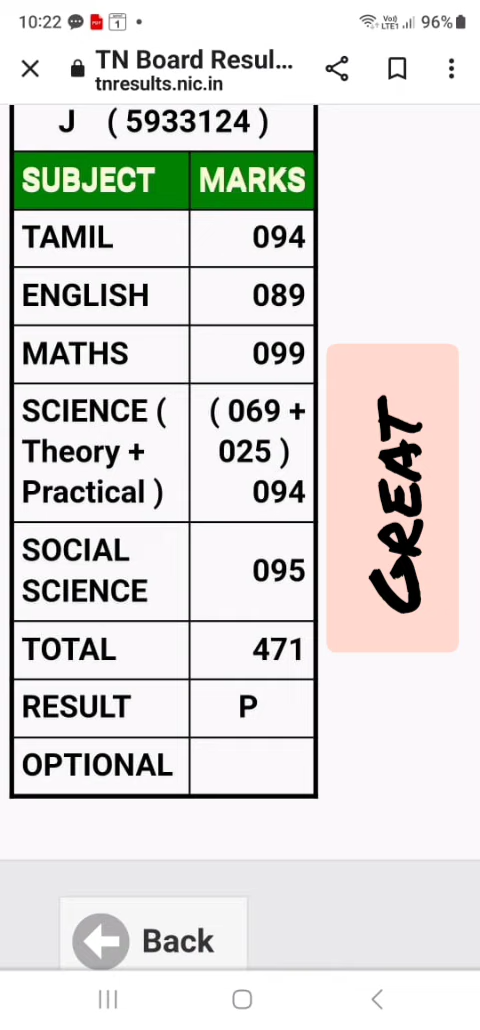 10:22 1 Vo)) LTE1 96%
TN Board Resul...
tnresults.nic.in
J ( 5933124 )
SUBJECT MARKS
TAMIL 094
ENGLISH 089
MATHS 099
SCIENCE ( ( 069 +
Theory + 025 )
Practical ) 094
SOCIAL
SCIENCE 095
TOTAL 471
RESULT P
OPTIONAL
GREAT
Back